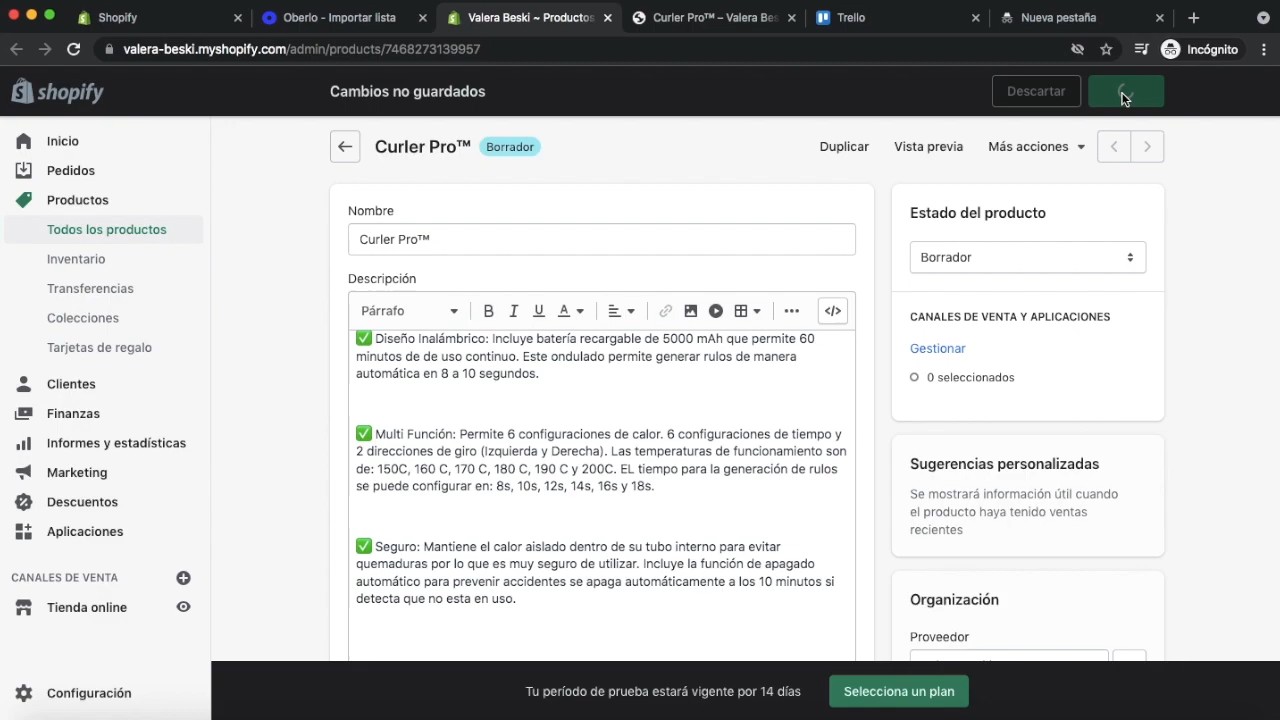 Shopify
Oberlo - Importar lista
Valera Beski ~ Productos
Curler Pro™ – Valera Bes
Trello
Nueva pestaña
valera-beski.myshopify.com/admin/products/7468273139957
Incógnito
shopify
Cambios no guardados
Descartar
Inicio
Pedidos
Productos
Todos los productos
Inventario
Transferencias
Colecciones
Tarjetas de regalo
Clientes
Finanzas
Informes y estadísticas
Marketing
Descuentos
Aplicaciones
CANALES DE VENTA
Tienda online
Configuración
Curler Pro™ Borrador
Duplicar
Vista previa
Más acciones
Nombre
Curler Pro™
Descripción
Párrafo
B I U A
</>
✅ Diseño Inalámbrico: Incluye batería recargable de 5000 mAh que permite 60
minutos de de uso continuo. Este ondulado permite generar rulos de manera
automática en 8 a 10 segundos.
✅ Multi Función: Permite 6 configuraciones de calor. 6 configuraciones de tiempo y
2 direcciones de giro (Izquierda y Derecha). Las temperaturas de funcionamiento son
de: 150C, 160 C, 170 C, 180 C, 190 C y 200C. EL tiempo para la generación de rulos
se puede configurar en: 8s, 10s, 12s, 14s, 16s y 18s.
✅ Seguro: Mantiene el calor aislado dentro de su tubo interno para evitar
quemaduras por lo que es muy seguro de utilizar. Incluye la función de apagado
automático para prevenir accidentes se apaga automáticamente a los 10 minutos si
detecta que no esta en uso.
Estado del producto
Borrador
CANALES DE VENTA Y APLICACIONES
Gestionar
0 seleccionados
Sugerencias personalizadas
Se mostrará información útil cuando
el producto haya tenido ventas
recientes
Organización
Proveedor
Tu período de prueba estará vigente por 14 días
Selecciona un plan